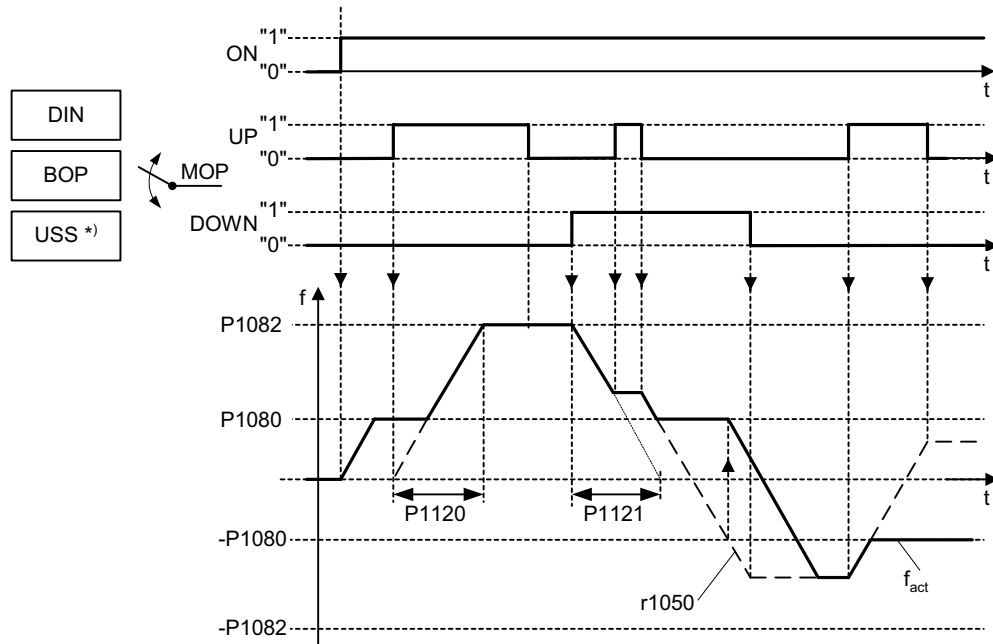 ON
"1"
"0"
t
DIN
BOP
USS *)
MOP
UP
"1"
"0"
t
DOWN
"1"
"0"
t
f
P1082
P1080
t
P1120
P1121
-P1080
r1050
fact
-P1082